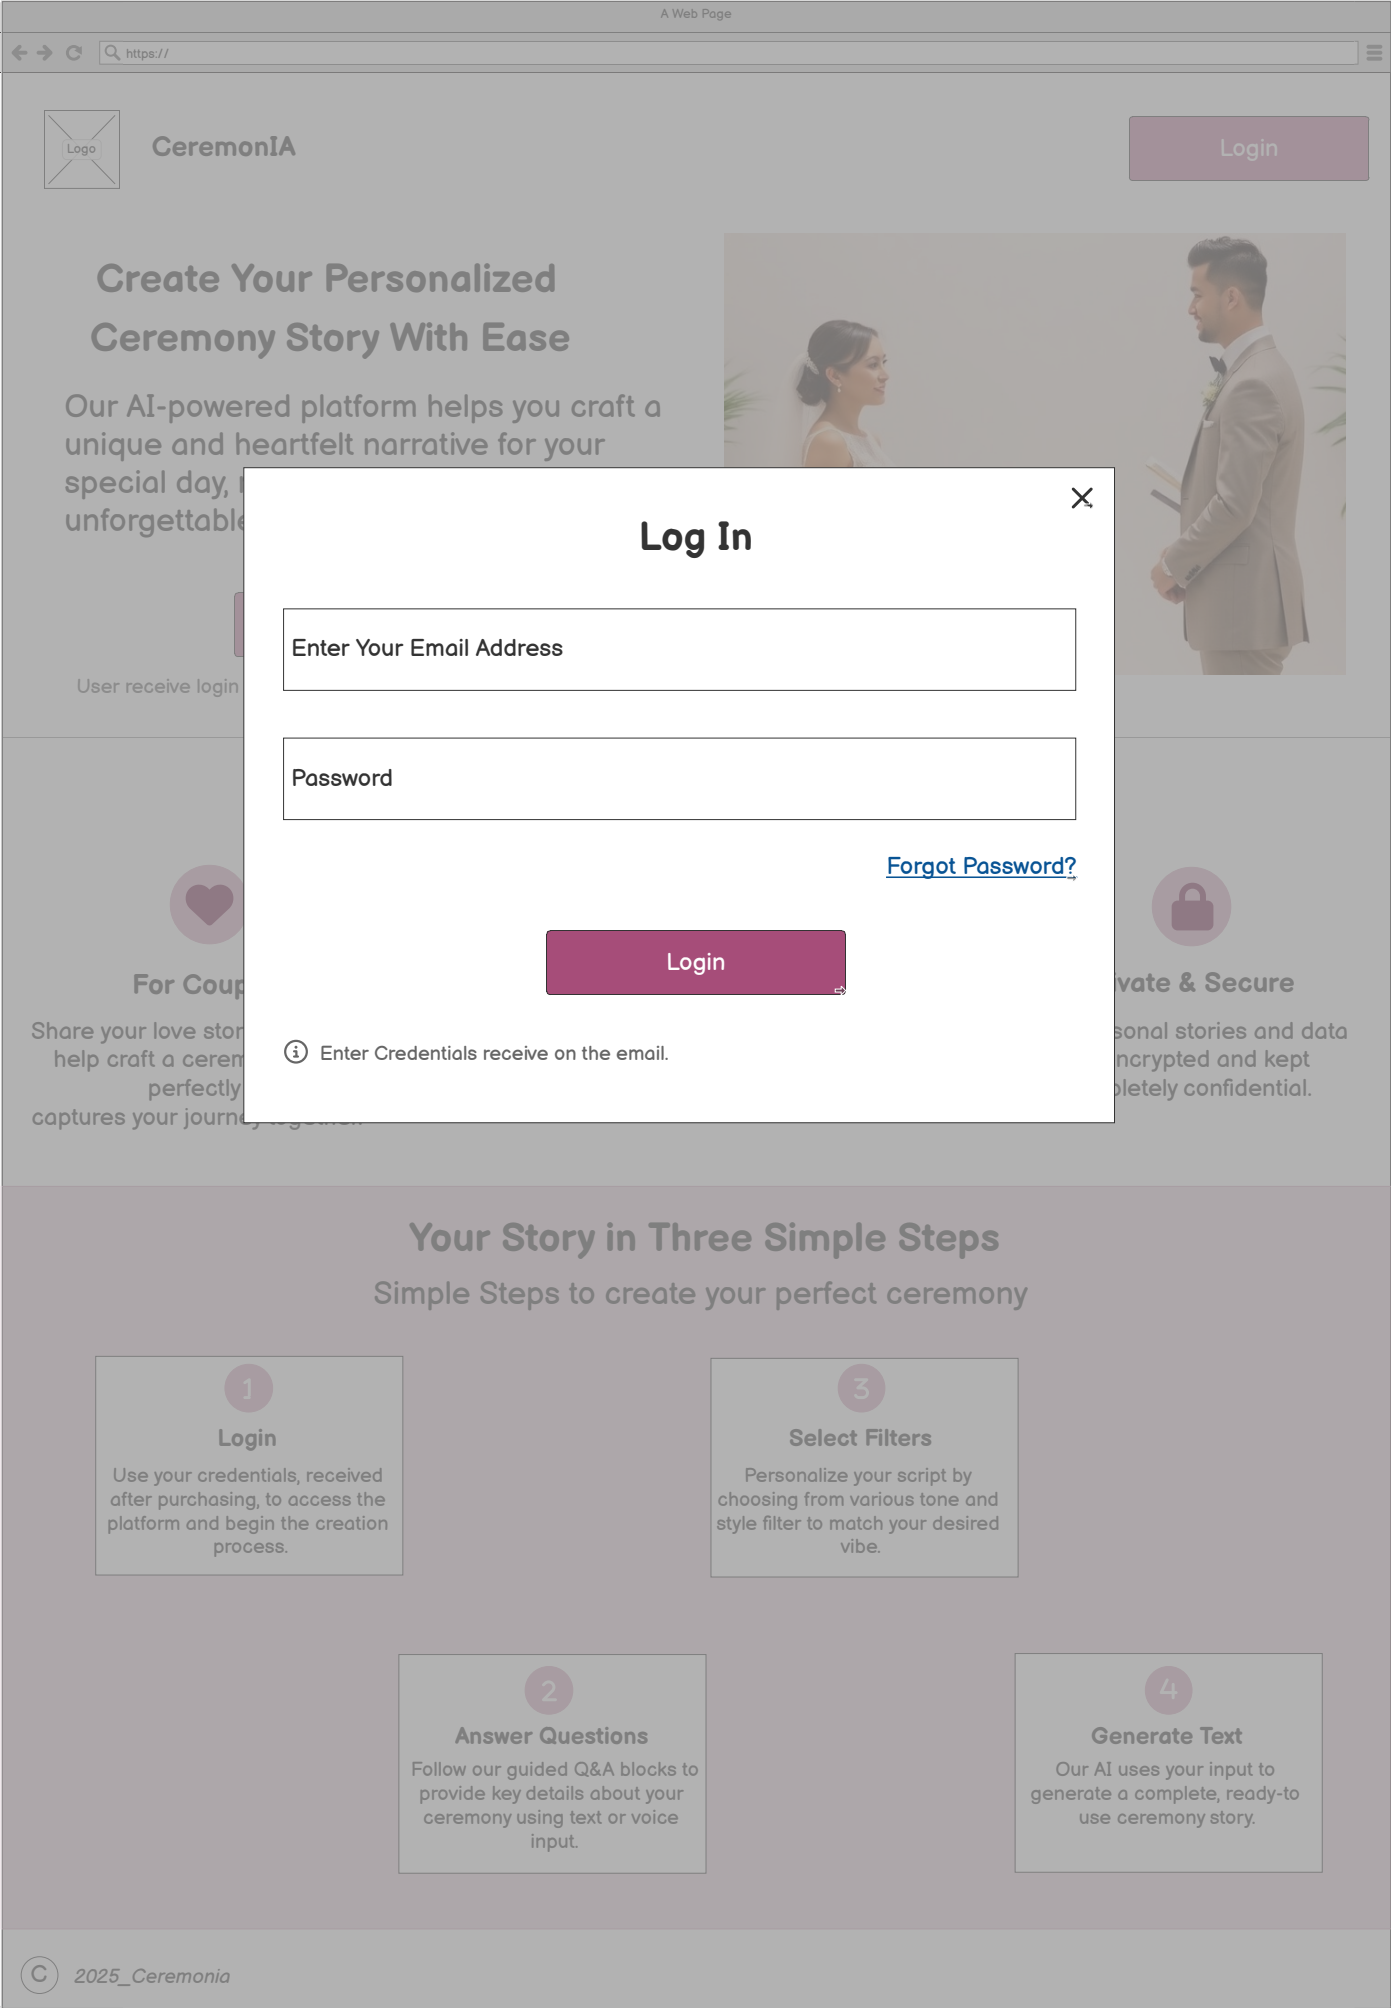 A Web Page
https://
Logo
CeremonIA
Login
Create Your Personalized
Ceremony Story With Ease
Our AI-powered platform helps you craft a
unique and heartfelt narrative for your
special day,
unforgettable
User receive login
Log In
Enter Your Email Address
Password
Forgot Password?
Login
Enter Credentials receive on the email.
For
Share your love
help craft a
perfectly
captures your journey together.
& Secure
stories and data
and kept
confidential.
Your Story in Three Simple Steps
Simple Steps to create your perfect ceremony
1
Login
Use your credentials, received
after purchasing, to access the
platform and begin the creation
process.
3
Select Filters
Personalize your script by
choosing from various tone and
style filter to match your desired
vibe.
2
Answer Questions
Follow our guided Q&A blocks to
provide key details about your
ceremony using text or voice
input.
4
Generate Text
Our AI uses your input to
generate a complete, ready-to
use ceremony story.
C 2025_Ceremonia